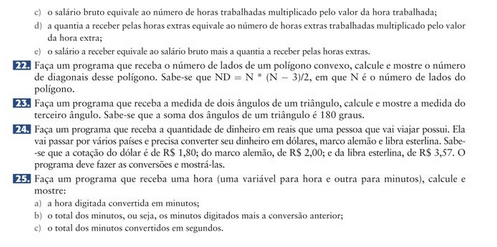 c) o salário bruto equivale ao número de horas trabalhadas multiplicado pelo valor da hora trabalhada;
d) a quantia a receber pelas horas extras equivale ao número de horas extras trabalhadas multiplicado pelo valor
da hora extra;
e) o salário a receber equivale ao salário bruto mais a quantia a receber pelas horas extras.
22. Faça um programa que receba o número de lados de um polígono convexo, calcule e mostre o número
de diagonais desse polígono. Sabe-se que ND = N * (N – 3)/2, em que N é o número de lados do
polígono.
23. Faça um programa que receba a medida de dois ângulos de um triângulo, calcule e mostre a medida do
terceiro ângulo. Sabe-se que a soma dos ângulos de um triângulo é 180 graus.
24. Faça um programa que receba a quantidade de dinheiro em reais que uma pessoa que vai viajar possui. Ela
vai passar por vários países e precisa converter seu dinheiro em dólares, marco alemão e libra esterlina. Sabe-
-se que a cotação do dólar é de R$ 1,80; do marco alemão, de R$ 2,00; e da libra esterlina, de R$ 3,57. O
programa deve fazer as conversões e mostrá-las.
25. Faça um programa que receba uma hora (uma variável para hora e outra para minutos), calcule e
mostre:
a) a hora digitada convertida em minutos;
b) o total dos minutos, ou seja, os minutos digitados mais a conversão anterior;
c) o total dos minutos convertidos em segundos.